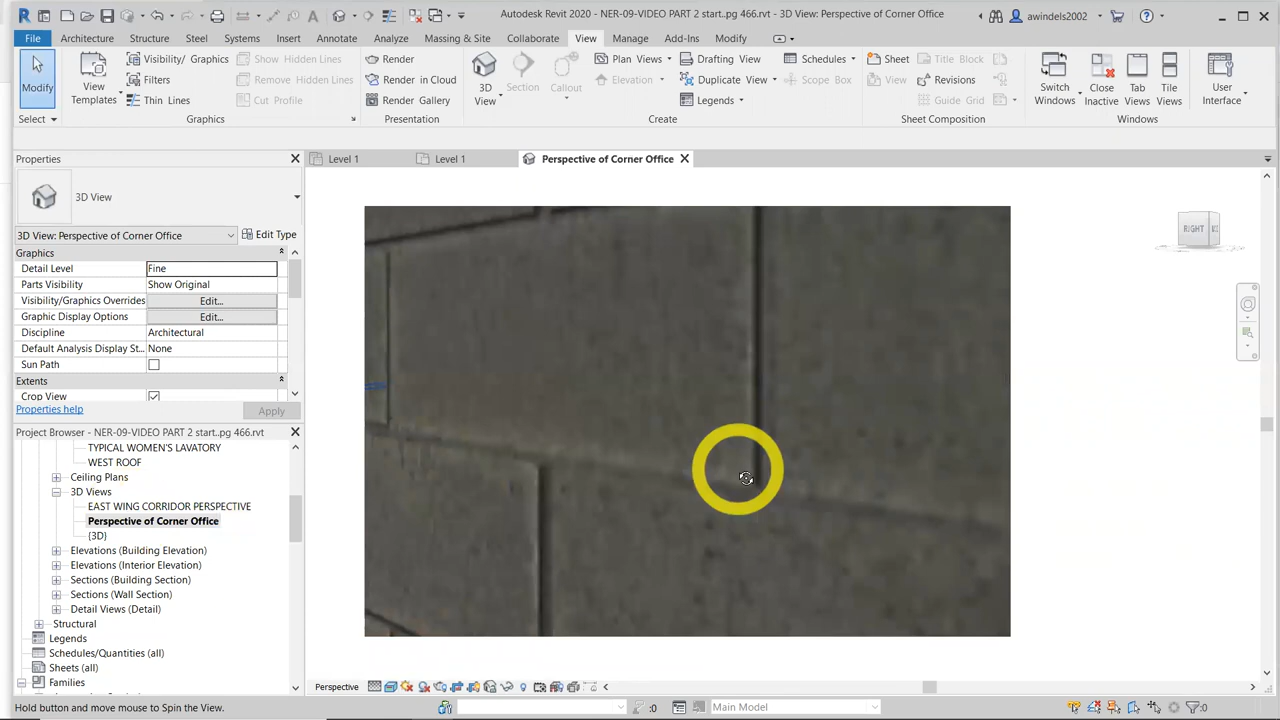 Autodesk Revit 2020 - NER-09-VIDEO PART 2 start..pg 466.rvt - 3D View: Perspective of Corner Office
awindels2002
File
Architecture
Structure
Steel
Systems
Insert
Annotate
Analyze
Massing & Site
Collaborate
View
Manage
Add-Ins
Modify
Modify
View
Templates
Visibility/ Graphics
Filters
Thin Lines
Show Hidden Lines
Remove Hidden Lines
Cut Profile
Render
Render in Cloud
Render Gallery
3D
View
Section
Callout
Plan Views
Elevation
Drafting View
Duplicate View
Legends
Schedules
Scope Box
Sheet
View
Title Block
Revisions
Guide Grid
Switch
Windows
Close
Inactive
Tab
Views
Tile
Views
User
Interface
Select
Graphics
Presentation
Create
Sheet Composition
Windows
Properties
Level 1
Level 1
Perspective of Corner Office
3D View
3D View: Perspective of Corner Office
Edit Type
Graphics
Detail Level Fine
Parts Visibility Show Original
Visibility/Graphics Overrides Edit...
Graphic Display Options Edit...
Discipline Architectural
Default Analysis Display St... None
Sun Path
Extents
Crop View
Properties help
Apply
RIGHT
Project Browser - NER-09-VIDEO PART 2 start..pg 466.rvt
TYPICAL WOMEN'S LAVATORY
WEST ROOF
Ceiling Plans
3D Views
EAST WING CORRIDOR PERSPECTIVE
Perspective of Corner Office
{3D}
Elevations (Building Elevation)
Elevations (Interior Elevation)
Sections (Building Section)
Sections (Wall Section)
Detail Views (Detail)
Structural
Legends
Schedules/Quantities (all)
Sheets (all)
Families
Perspective
Hold button and move mouse to Spin the View.
:0
Main Model
:0